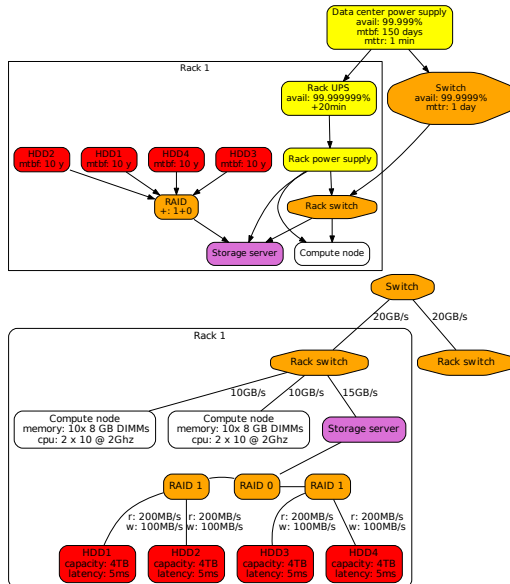 Data center power supply
avail: 99.999%
mtbf: 150 days
mttr: 1 min
Rack 1
Rack UPS
avail: 99.999999%
+20min
Switch
avail: 99.9999%
mttr: 1 day
HDD2
mtbf: 10 y
HDD1
mtbf: 10 y
HDD4
mtbf: 10 y
HDD3
mtbf: 10 y
Rack power supply
RAID
+: 1+0
Rack switch
Storage server
Compute node
Switch
20GB/s
20GB/s
Rack 1
Rack switch
Rack switch
10GB/s
10GB/s
15GB/s
Compute node
memory: 10x 8 GB DIMMs
cpu: 2 x 10 @ 2Ghz
Compute node
memory: 10x 8 GB DIMMs
cpu: 2 x 10 @ 2Ghz
Storage server
RAID 1
RAID 0
RAID 1
r: 200MB/s
w: 100MB/s
r: 200MB/s
w: 100MB/s
r: 200MB/s
w: 100MB/s
r: 200MB/s
w: 100MB/s
HDD1
capacity: 4TB
latency: 5ms
HDD2
capacity: 4TB
latency: 5ms
HDD3
capacity: 4TB
latency: 5ms
HDD4
capacity: 4TB
latency: 5ms